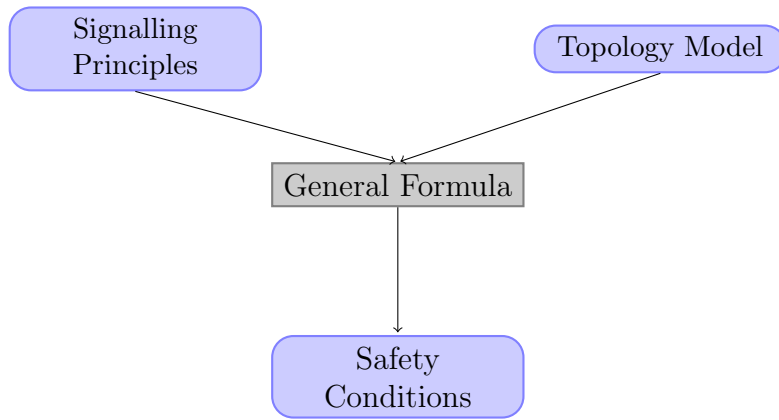 Signalling
Principles
Topology Model
General Formula
Safety
Conditions